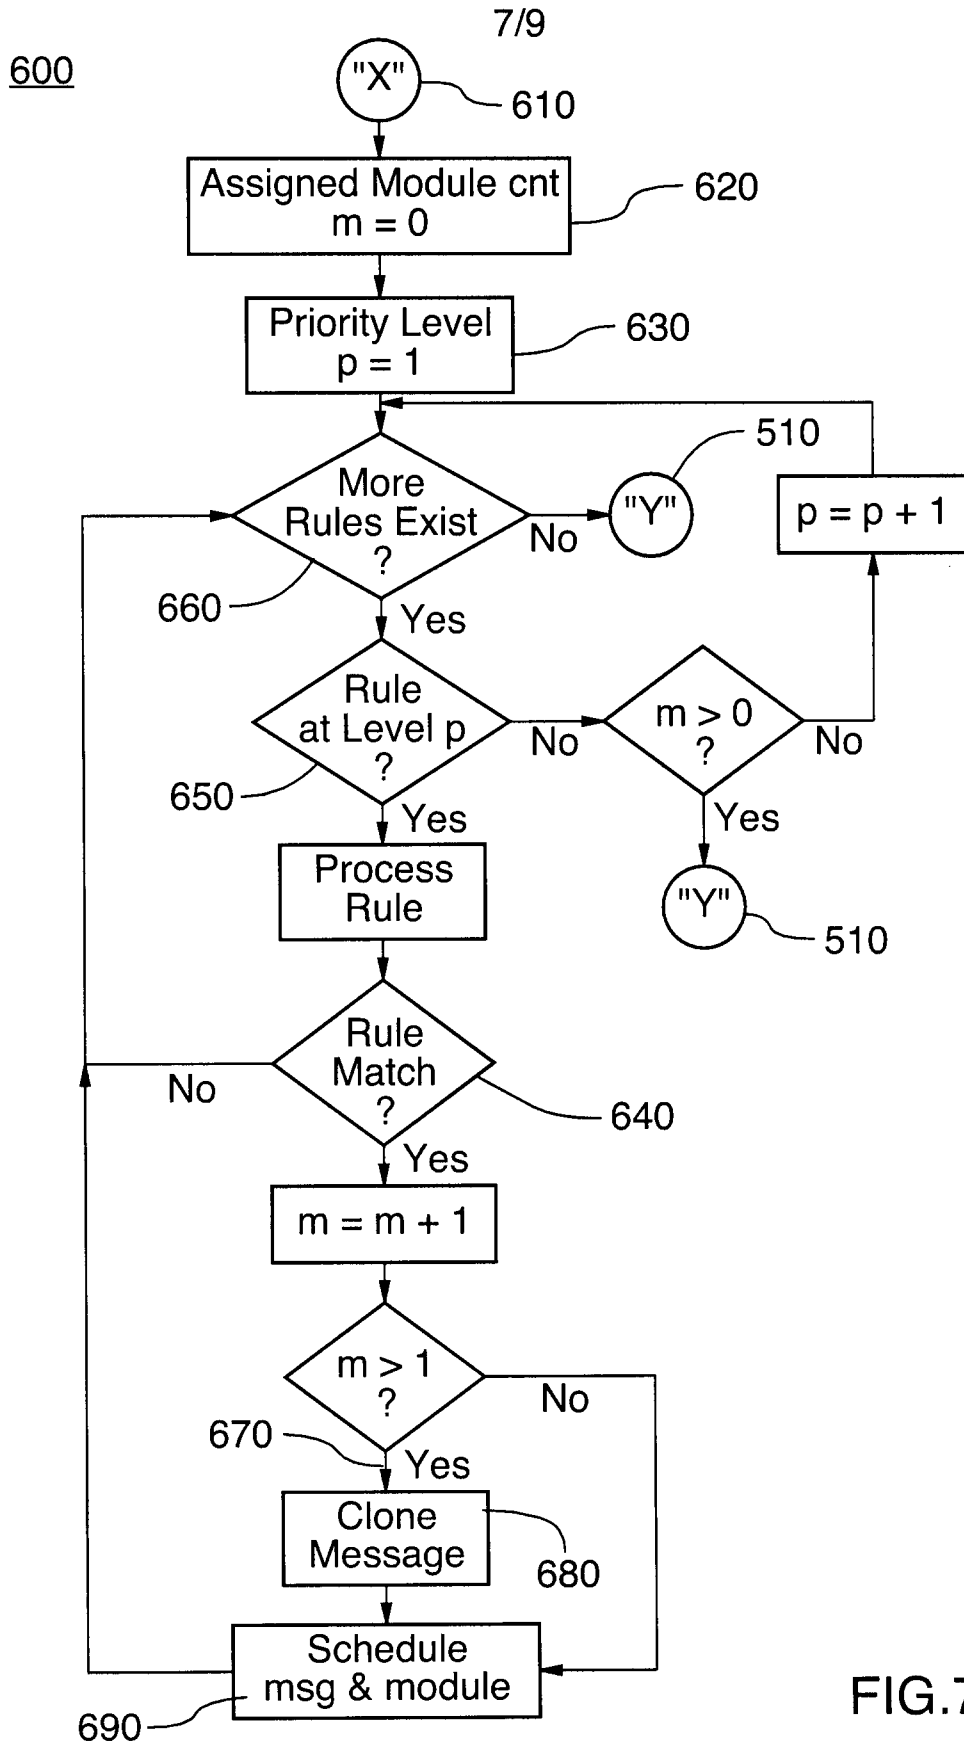 7/9
600
"X"
610
Assigned Module cnt
m = 0
620
Priority Level
p = 1
630
More
Rules Exist
?
660
No
"Y"
510
p = p + 1
Yes
Rule
at Level p
?
650
No
m > 0
?
No
Yes
"Y"
510
Yes
Process
Rule
Rule
Match
?
No
640
Yes
m = m + 1
m > 1
?
No
670
Yes
Clone
Message
680
Schedule
msg & module
690
FIG.7